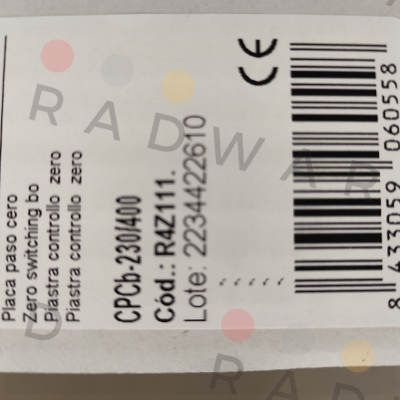 Placa paso cero
Zero switching bo
Piastra controllo zero
Piastra controllo zero
CPCb-230/400
Cód.: R4Z111.
Lote: 2234422610
CE
8 433059 060558
RADWAR
D
RAD